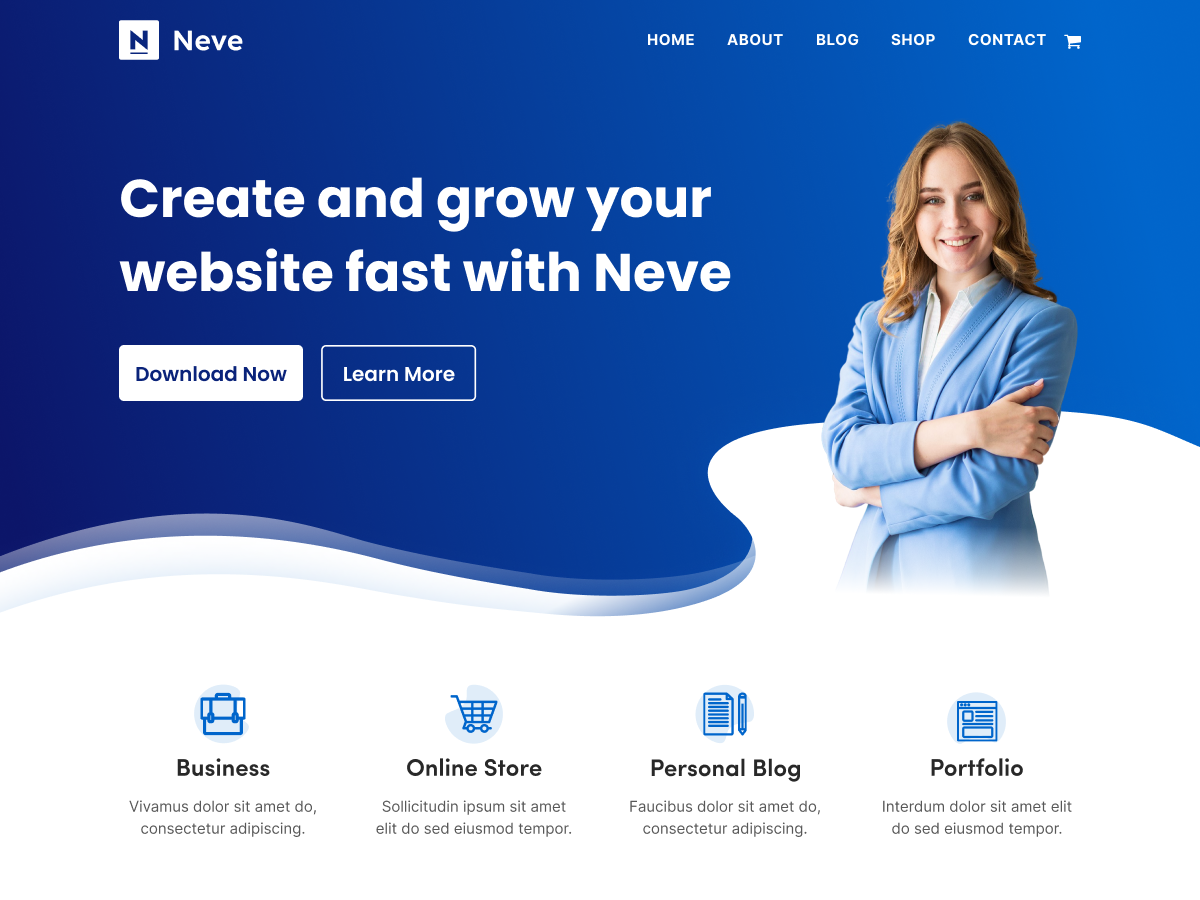 N Neve
HOME ABOUT BLOG SHOP CONTACT
Create and grow your
website fast with Neve
Download Now Learn More
Business
Vivamus dolor sit amet do,
consectetur adipiscing.
Online Store
Sollicitudin ipsum sit amet
elit do sed eiusmod tempor.
Personal Blog
Faucibus dolor sit amet do,
consectetur adipiscing.
Portfolio
Interdum dolor sit amet elit
do sed eiusmod tempor.